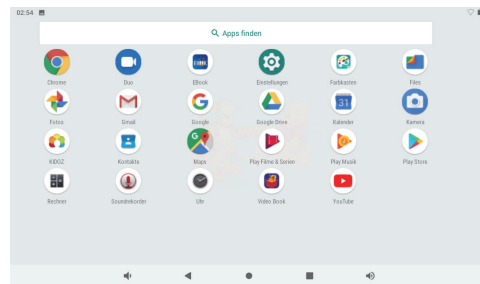 02:54
Apps finden
Chrome Duo EBook Einstellungen Farbkasten Files
Fotos Gmail Google Google Drive Kalender Kamera
31
KIDOZ Kontakte Maps Play Filme & Serien Play Musik Play Store
Rechner Soundrekorder Uhr Video Book YouTube